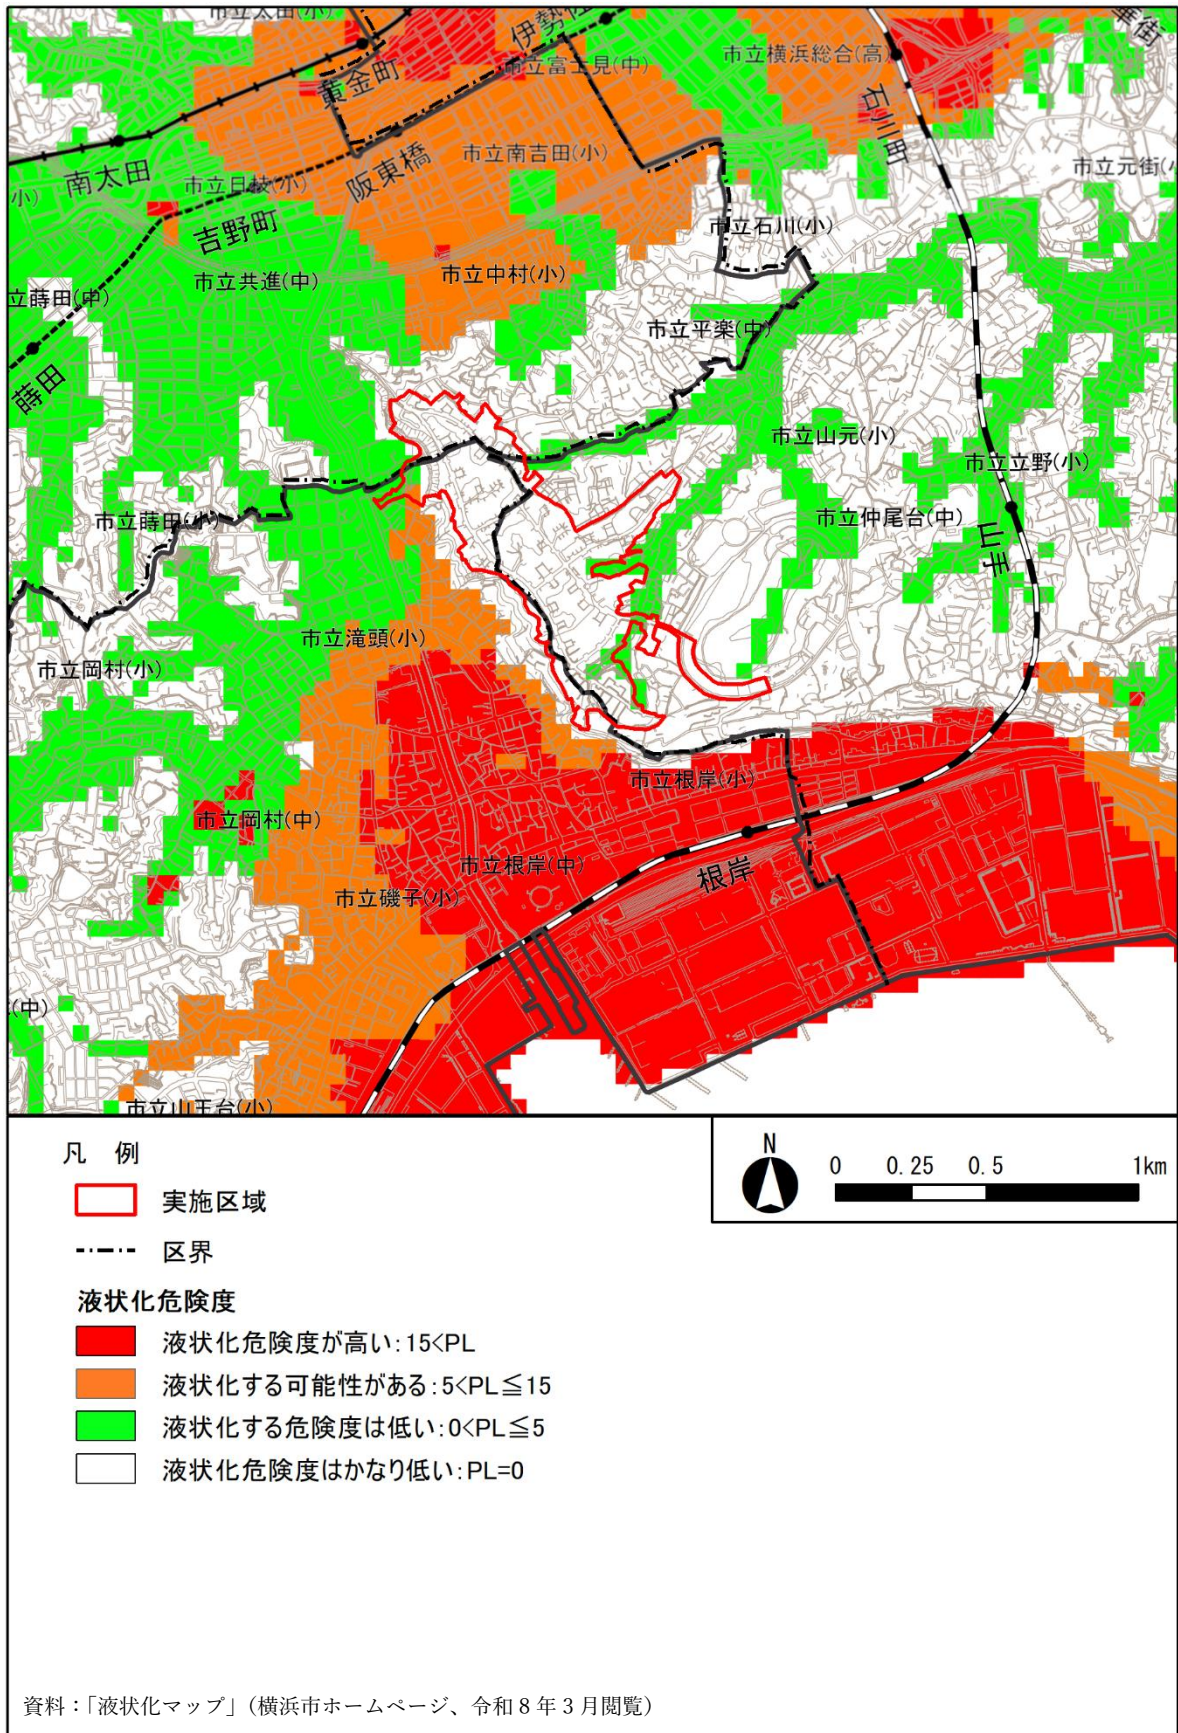 市立太田(小)
伊勢佐
市立横浜総合(高)
華街
黄金町
市立富士見(中)
石川町
南太田
市立日枝(小)
阪東橋
市立南吉田(小)
市立元街(
小)
吉野町
市立石川(小)
市立共進(中)
市立中村(小)
立蒔田(中)
市立平楽(中)
蒔田
市立山元(小)
市立立野(小)
市立蒔田(小)
市立仲尾台(中)
山手
市立滝頭(小)
市立岡村(小)
市立根岸(小)
市立岡村(中)
市立根岸(中)
根岸
市立磯子(小)
(中)
市立山王台(小)
凡 例
実施区域
区界
液状化危険度
液状化危険度が高い:15<PL
液状化する可能性がある:5<PL≦15
液状化する危険度は低い:0<PL≦5
液状化危険度はかなり低い:PL=0
N
0 0.25 0.5 1km
資料:「液状化マップ」(横浜市ホームページ、令和8年3月閲覧)